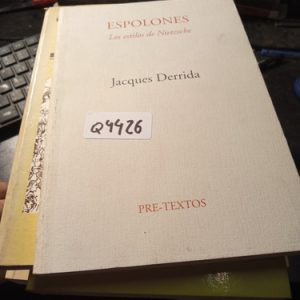 ESPOLONES
Los estilos de Nietzsche
Jacques Derrida
Q4426
PRE-TEXTOS